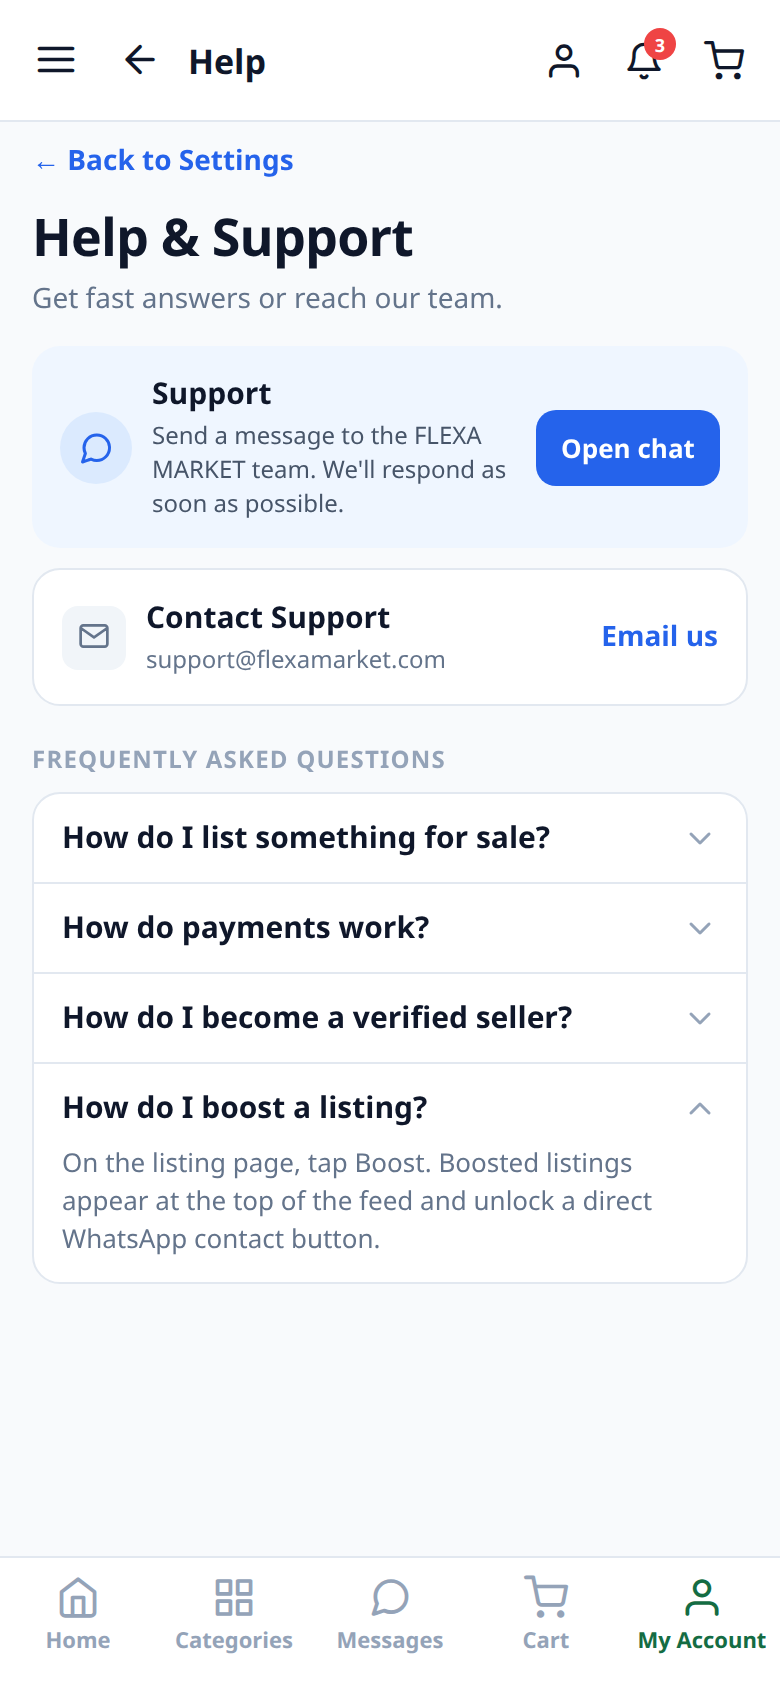 Help
3
← Back to Settings
Help & Support
Get fast answers or reach our team.
Support
Send a message to the FLEXA
MARKET team. We'll respond as
soon as possible.
Open chat
Contact Support
support@flexamarket.com
Email us
FREQUENTLY ASKED QUESTIONS
How do I list something for sale?
How do payments work?
How do I become a verified seller?
How do I boost a listing?
On the listing page, tap Boost. Boosted listings
appear at the top of the feed and unlock a direct
WhatsApp contact button.
Home
Categories
Messages
Cart
My Account